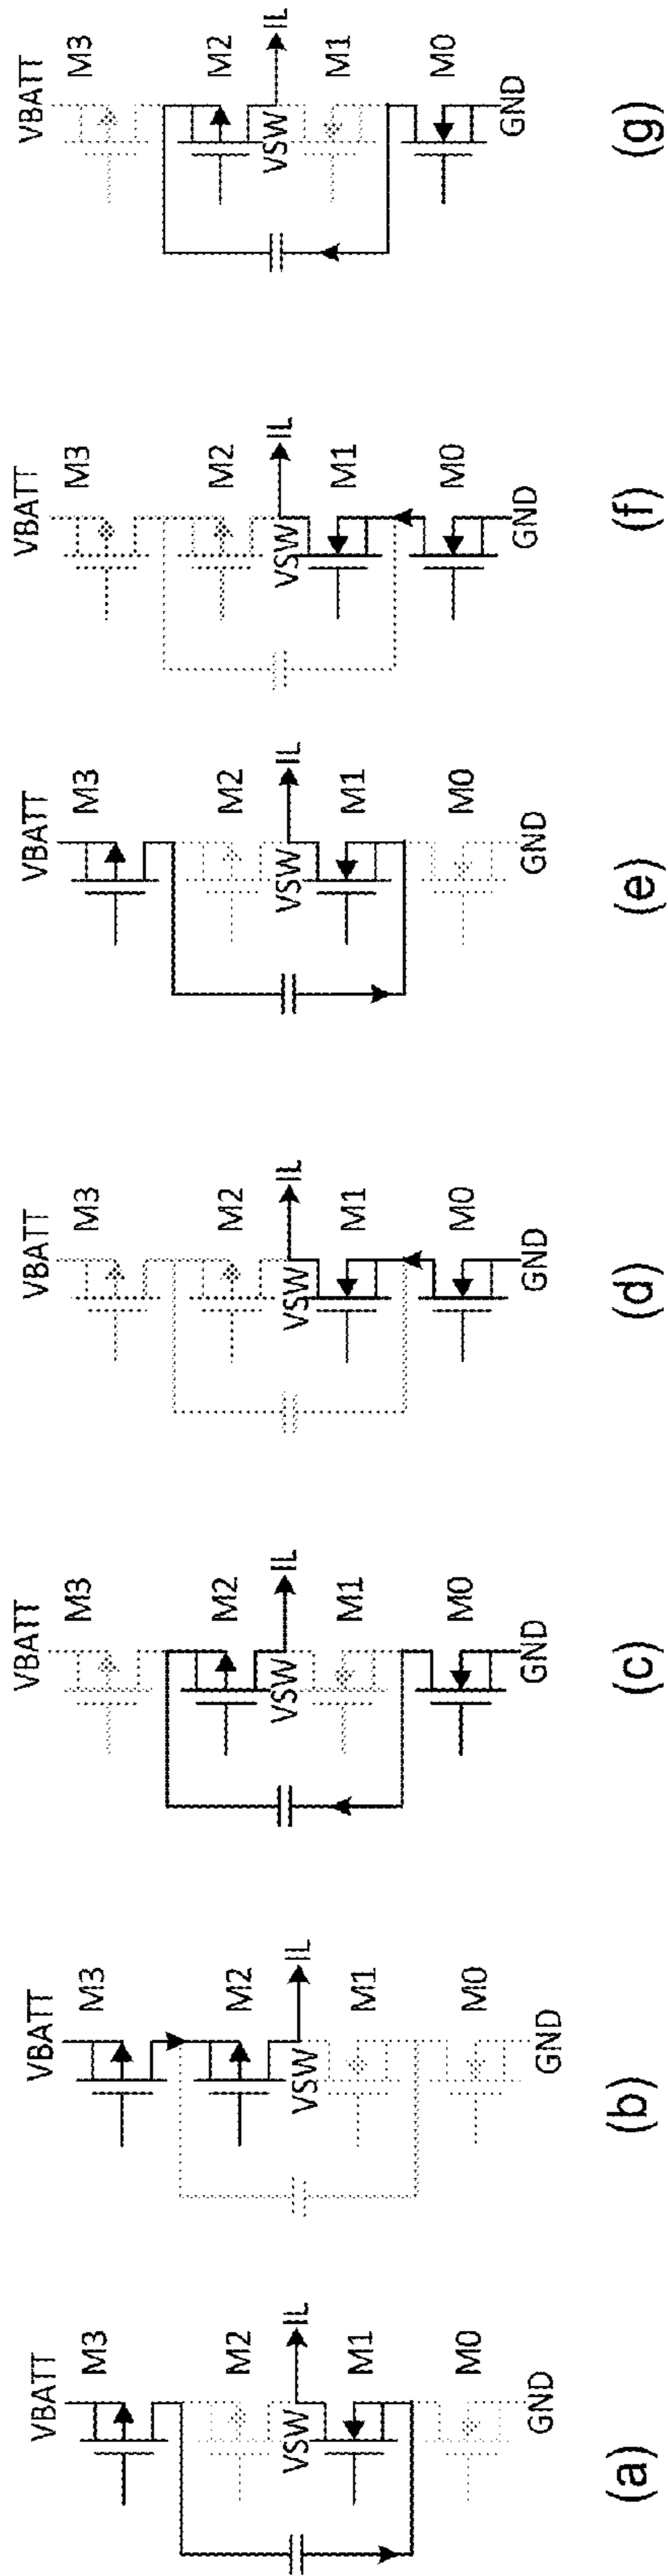 VBATT
M3
M2
IL
VSW
M1
M0
GND
(a)
VBATT
M3
M2
IL
VSW
M1
M0
GND
(b)
VBATT
M3
M2
IL
VSW
M1
M0
GND
(c)
VBATT
M3
M2
IL
VSW
M1
M0
GND
(d)
VBATT
M3
M2
IL
VSW
M1
M0
GND
(e)
VBATT
M3
M2
IL
VSW
M1
M0
GND
(f)
VBATT
M3
M2
IL
VSW
M1
M0
GND
(g)